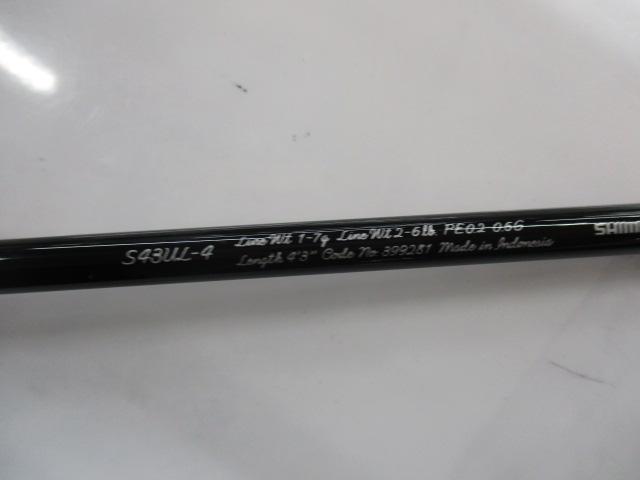 S43UL-4
Lure Wt 1-7g Line Wt 2-6lb PE0.2-0.6G
Length 4'3" Code No 399281 Made in Indonesia
SHIM